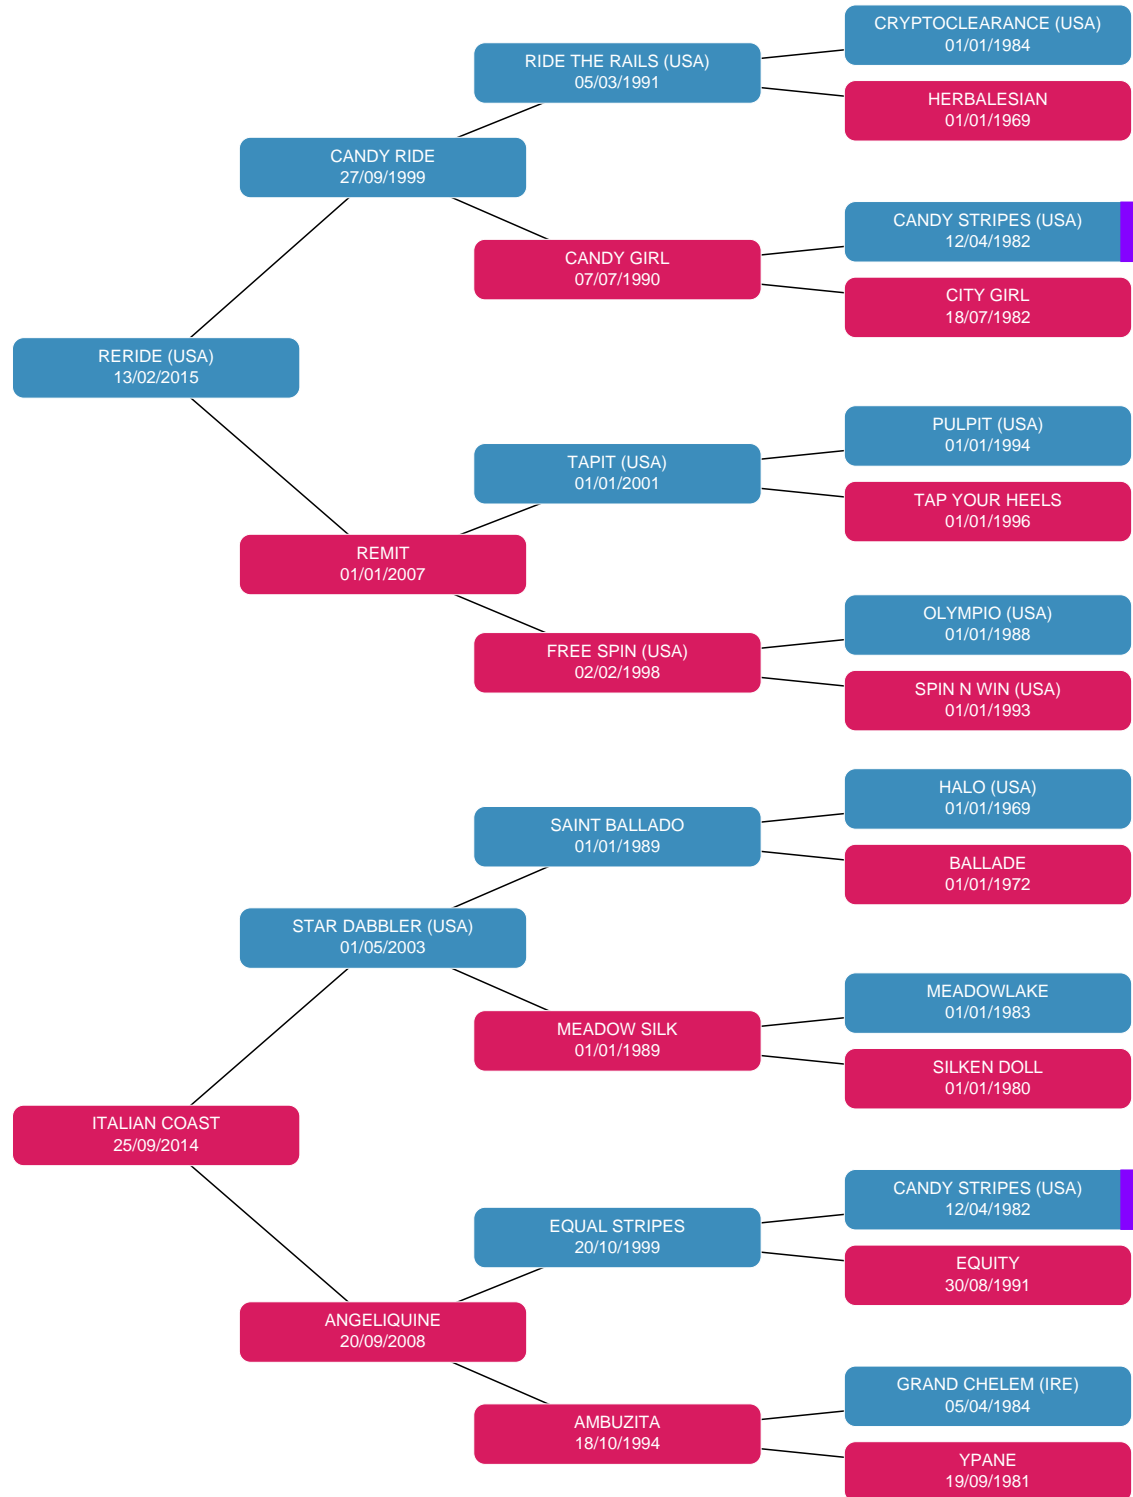 CRYPTOCLEARANCE (USA)
01/01/1984
RIDE THE RAILS (USA)
05/03/1991
HERBALESIAN
01/01/1969
CANDY RIDE
27/09/1999
CANDY STRIPES (USA)
12/04/1982
CANDY GIRL
07/07/1990
CITY GIRL
18/07/1982
RERIDE (USA)
13/02/2015
PULPIT (USA)
01/01/1994
TAPIT (USA)
01/01/2001
TAP YOUR HEELS
01/01/1996
REMIT
01/01/2007
OLYMPIO (USA)
01/01/1988
FREE SPIN (USA)
02/02/1998
SPIN N WIN (USA)
01/01/1993
HALO (USA)
01/01/1969
SAINT BALLADO
01/01/1989
BALLADE
01/01/1972
STAR DABBLER (USA)
01/05/2003
MEADOWLAKE
01/01/1983
MEADOW SILK
01/01/1989
SILKEN DOLL
01/01/1980
ITALIAN COAST
25/09/2014
CANDY STRIPES (USA)
12/04/1982
EQUAL STRIPES
20/10/1999
EQUITY
30/08/1991
ANGELIQUINE
20/09/2008
GRAND CHELEM (IRE)
05/04/1984
AMBUZITA
18/10/1994
YPANE
19/09/1981